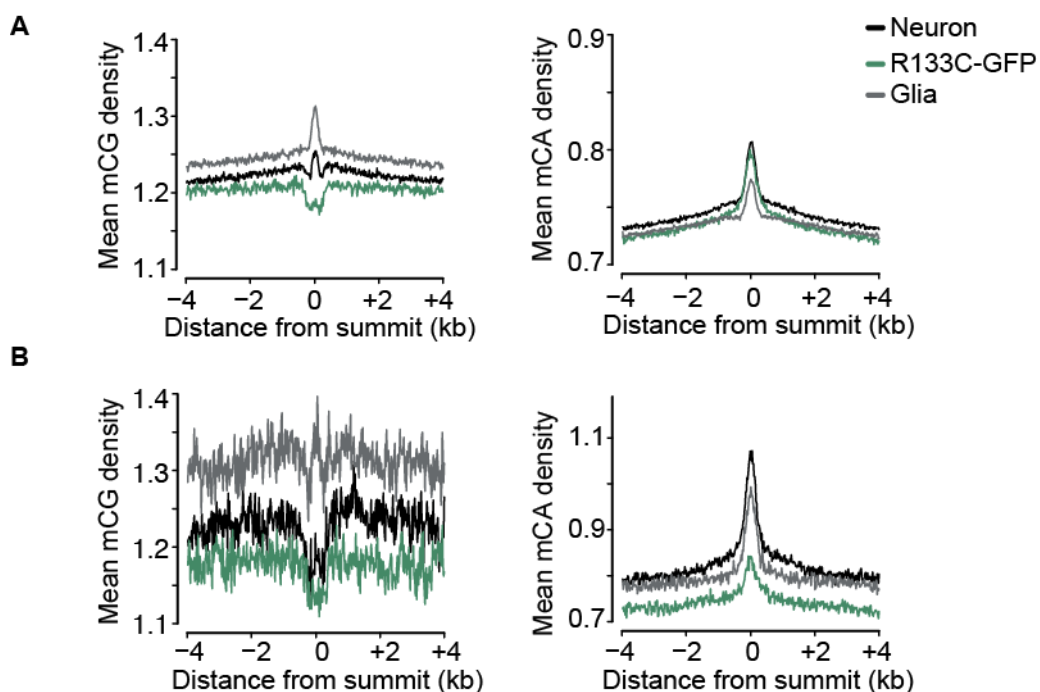 A
Mean mCG density
1.4
1.3
1.2
1.1
−4 −2 0 +2 +4
Distance from summit (kb)
Mean mCA density
0.9
0.8
0.7
−4 −2 0 +2 +4
Distance from summit (kb)
Neuron
R133C-GFP
Glia
B
Mean mCG density
1.4
1.3
1.2
1.1
−4 −2 0 +2 +4
Distance from summit (kb)
Mean mCA density
1.1
0.9
0.7
−4 −2 0 +2 +4
Distance from summit (kb)